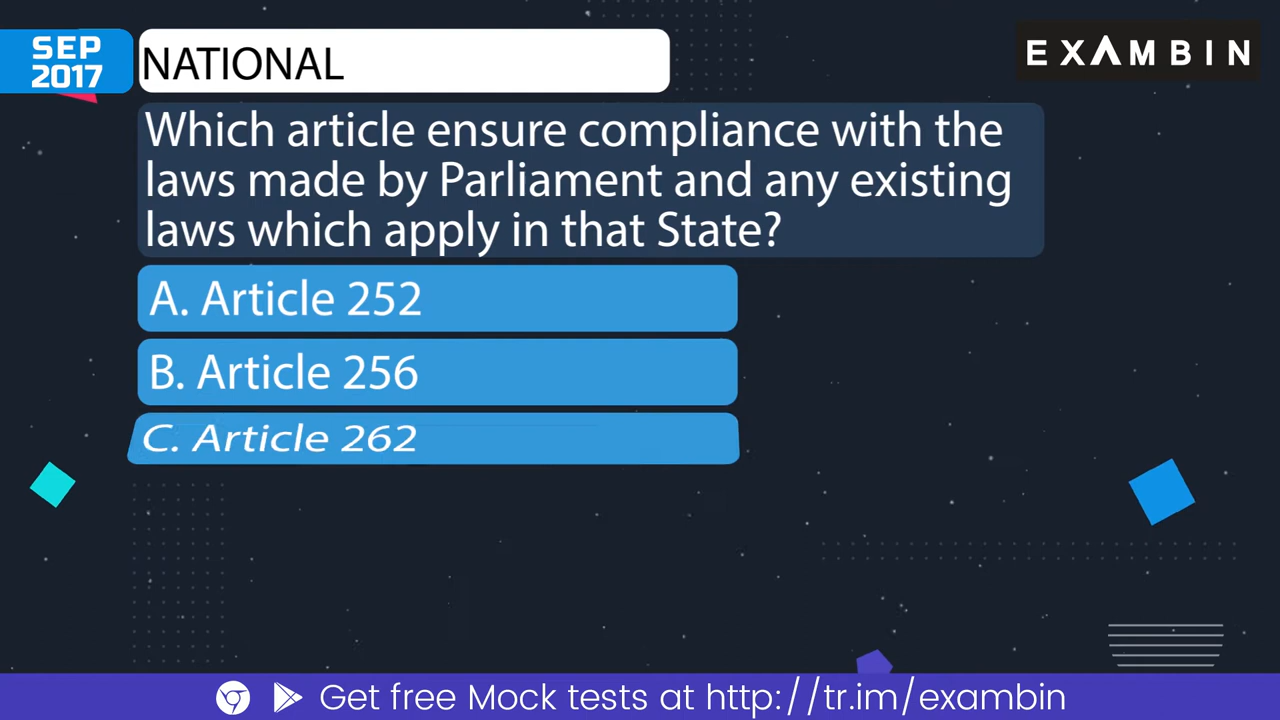 SEP
2017
NATIONAL
EXAMBIN
Which article ensure compliance with the
laws made by Parliament and any existing
laws which apply in that State?
A. Article 252
B. Article 256
C. Article 262
Get free Mock tests at http://tr.im/exambin